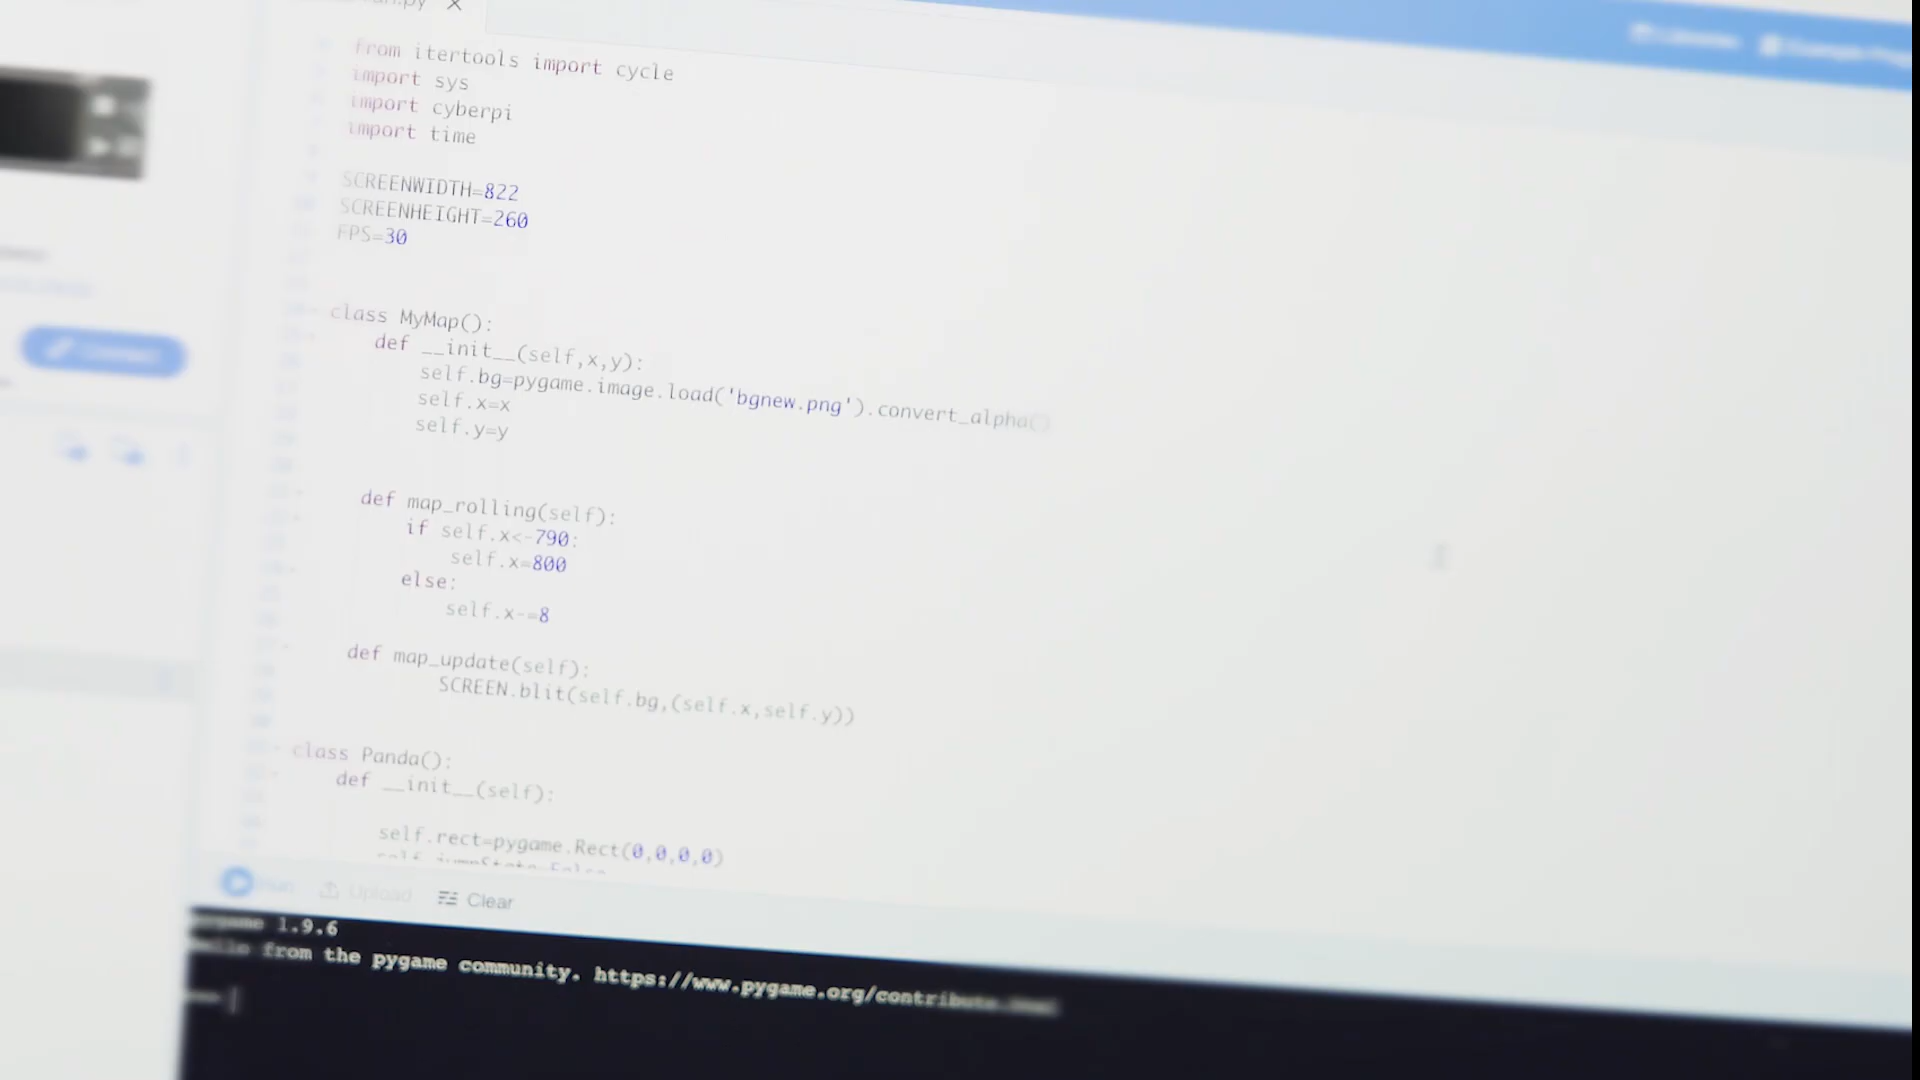 from itertools import cycle
import sys
import cyberpi
import time
SCREENWIDTH=822
SCREENHEIGHT=260
FPS=30
class MyMap():
def __init__(self,x,y):
self.bg=pygame.image.load('bgnew.png').convert_alpha()
self.x=x
self.y=y
def map_rolling(self):
if self.x<-790:
self.x=800
else:
self.x-=8
def map_update(self):
SCREEN.blit(self.bg,(self.x,self.y))
class Panda():
def __init__(self):
self.rect=pygame.Rect(0,0,0,0)
Run Upload Clear
pygame 1.9.6
Hello from the pygame community. https://www.pygame.org/contribute.html